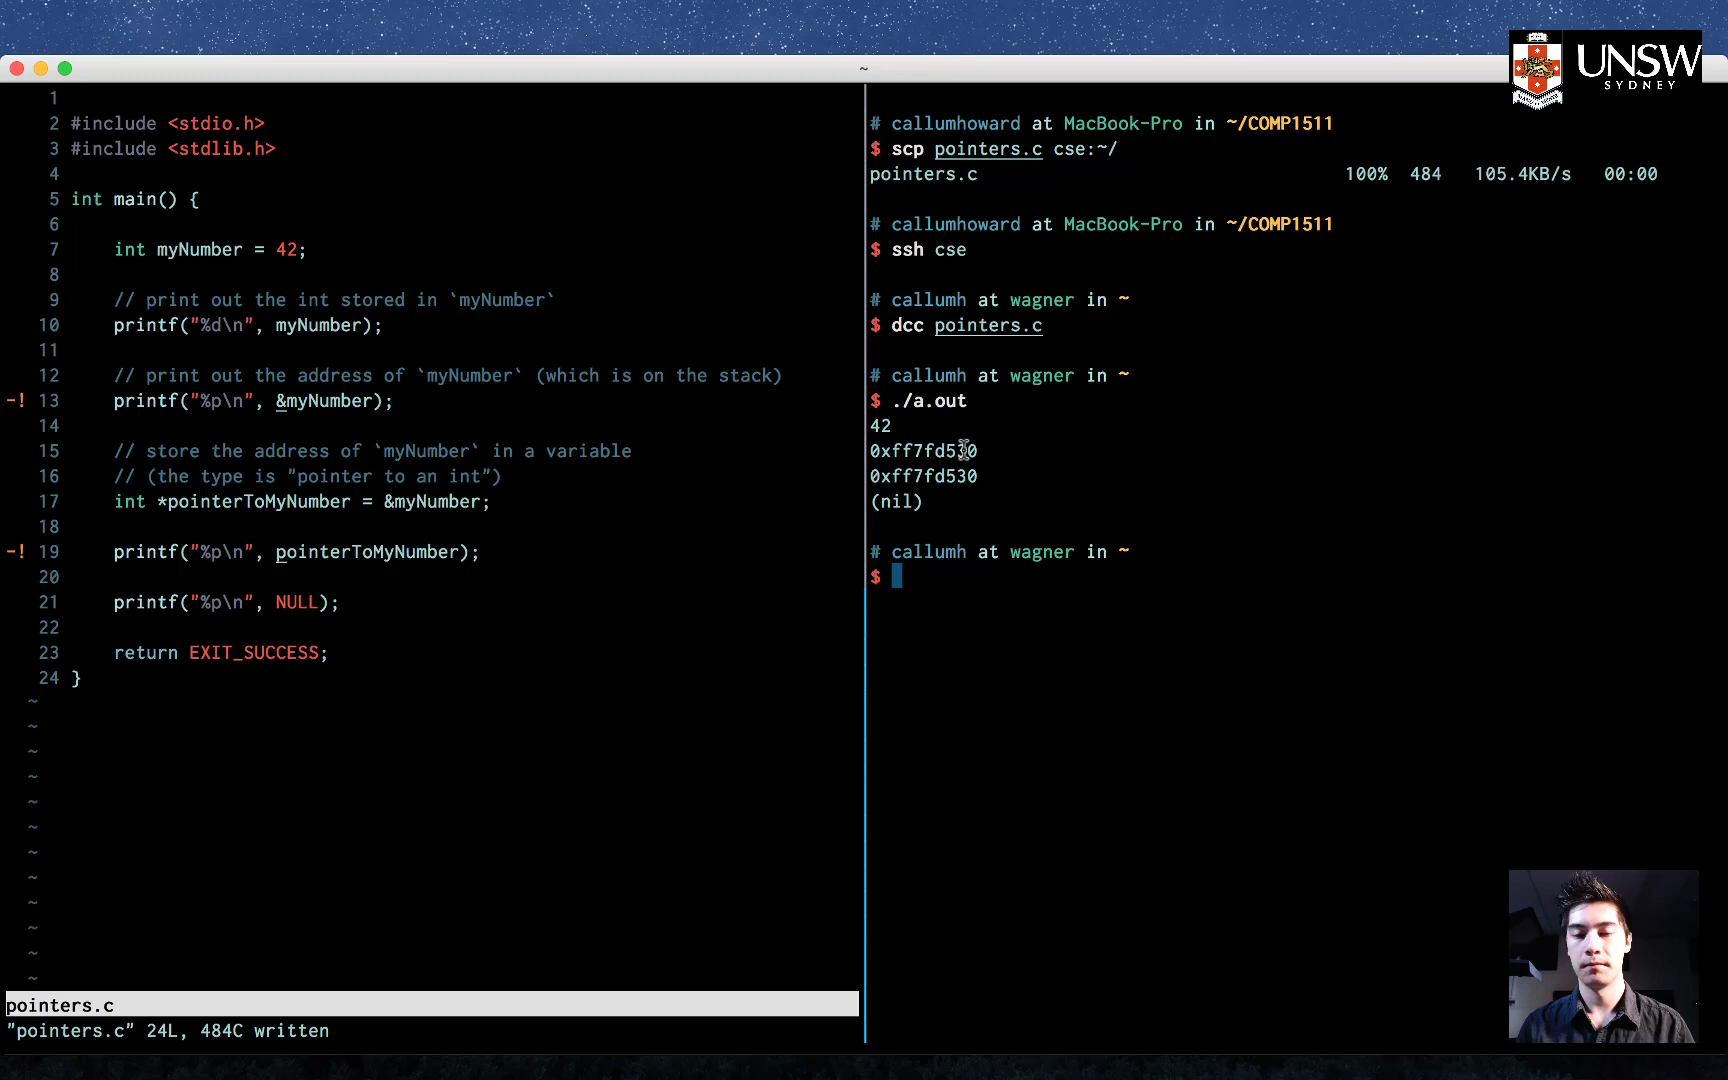 ~
UNSW
SYDNEY
1
2 #include <stdio.h>
3 #include <stdlib.h>
4
5 int main() {
6
7 int myNumber = 42;
8
9 // print out the int stored in `myNumber`
10 printf("%d\n", myNumber);
11
12 // print out the address of `myNumber` (which is on the stack)
-! 13 printf("%p\n", &myNumber);
14
15 // store the address of `myNumber` in a variable
16 // (the type is "pointer to an int")
17 int *pointerToMyNumber = &myNumber;
18
-! 19 printf("%p\n", pointerToMyNumber);
20
21 printf("%p\n", NULL);
22
23 return EXIT_SUCCESS;
24 }
~
~
~
~
~
~
~
~
~
~
~
~
pointers.c
"pointers.c" 24L, 484C written
# callumhoward at MacBook-Pro in ~/COMP1511
$ scp pointers.c cse:~/
pointers.c 100% 484 105.4KB/s 00:00
# callumhoward at MacBook-Pro in ~/COMP1511
$ ssh cse
# callumh at wagner in ~
$ dcc pointers.c
# callumh at wagner in ~
$ ./a.out
42
0xff7fd530
0xff7fd530
(nil)
# callumh at wagner in ~
$